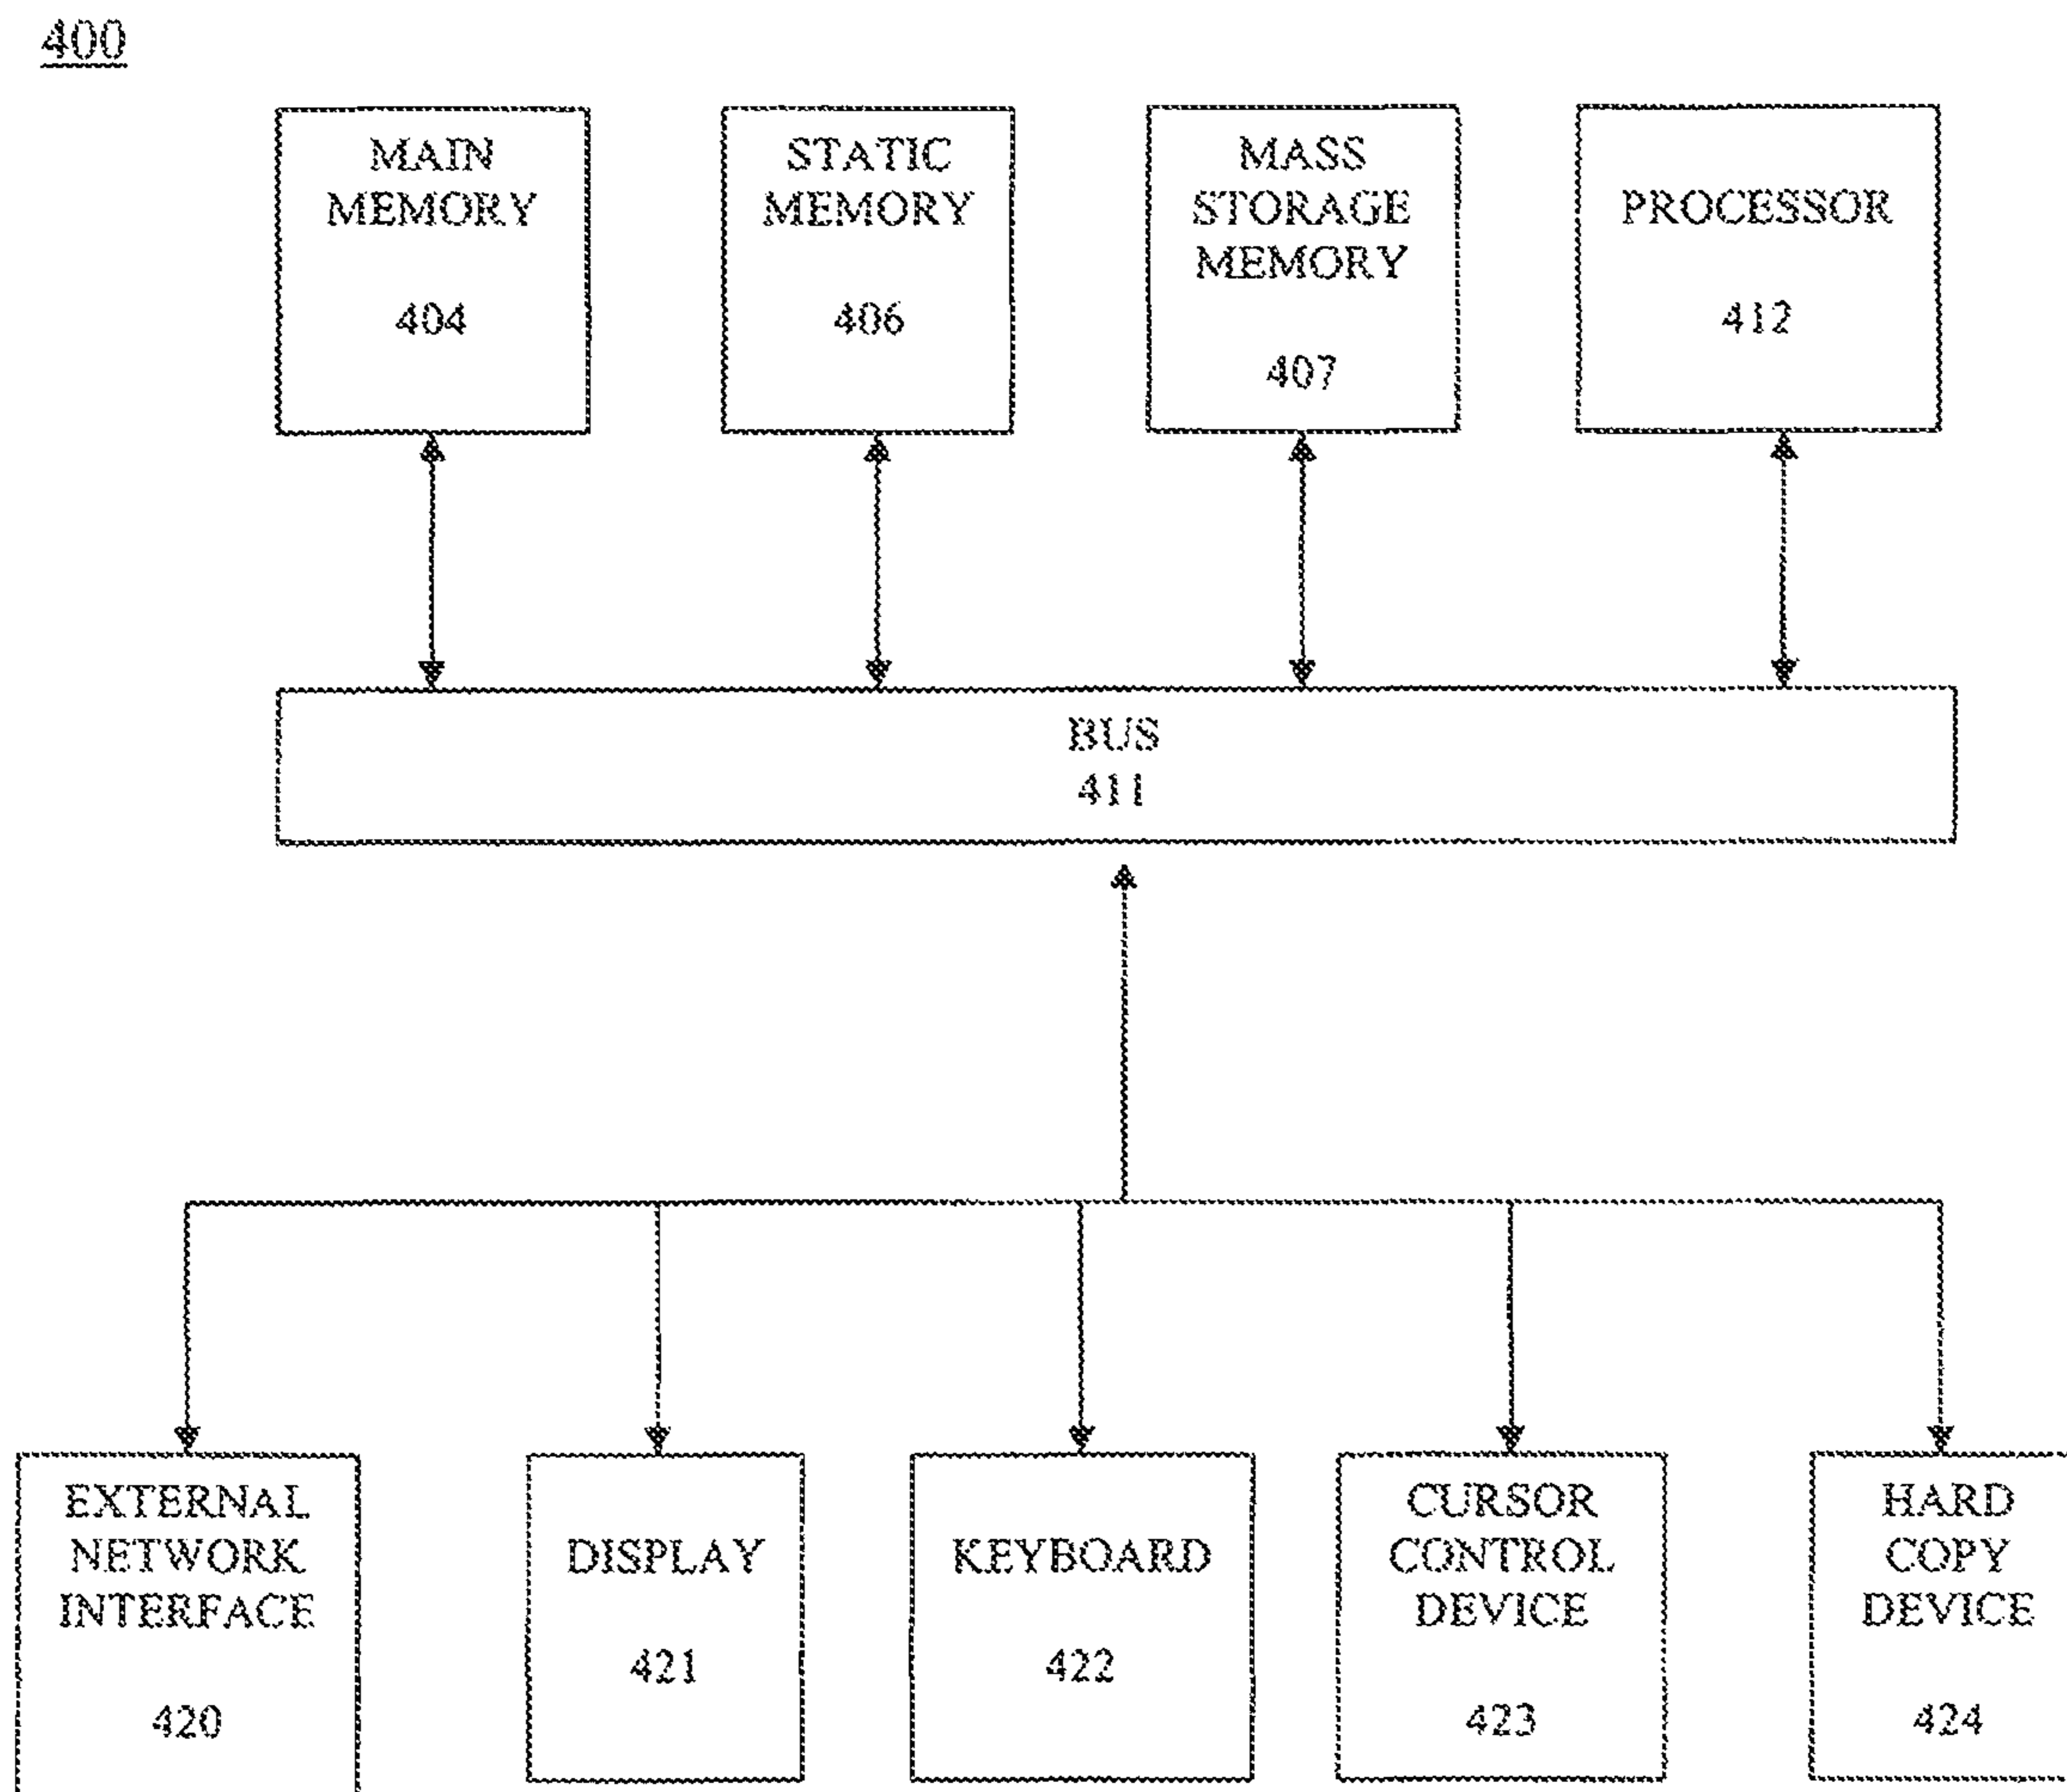 400
MAIN
MEMORY
404
STATIC
MEMORY
406
MASS
STORAGE
MEMORY
407
PROCESSOR
412
BUS
411
EXTERNAL
NETWORK
INTERFACE
420
DISPLAY
421
KEYBOARD
422
CURSOR
CONTROL
DEVICE
423
HARD
COPY
DEVICE
424